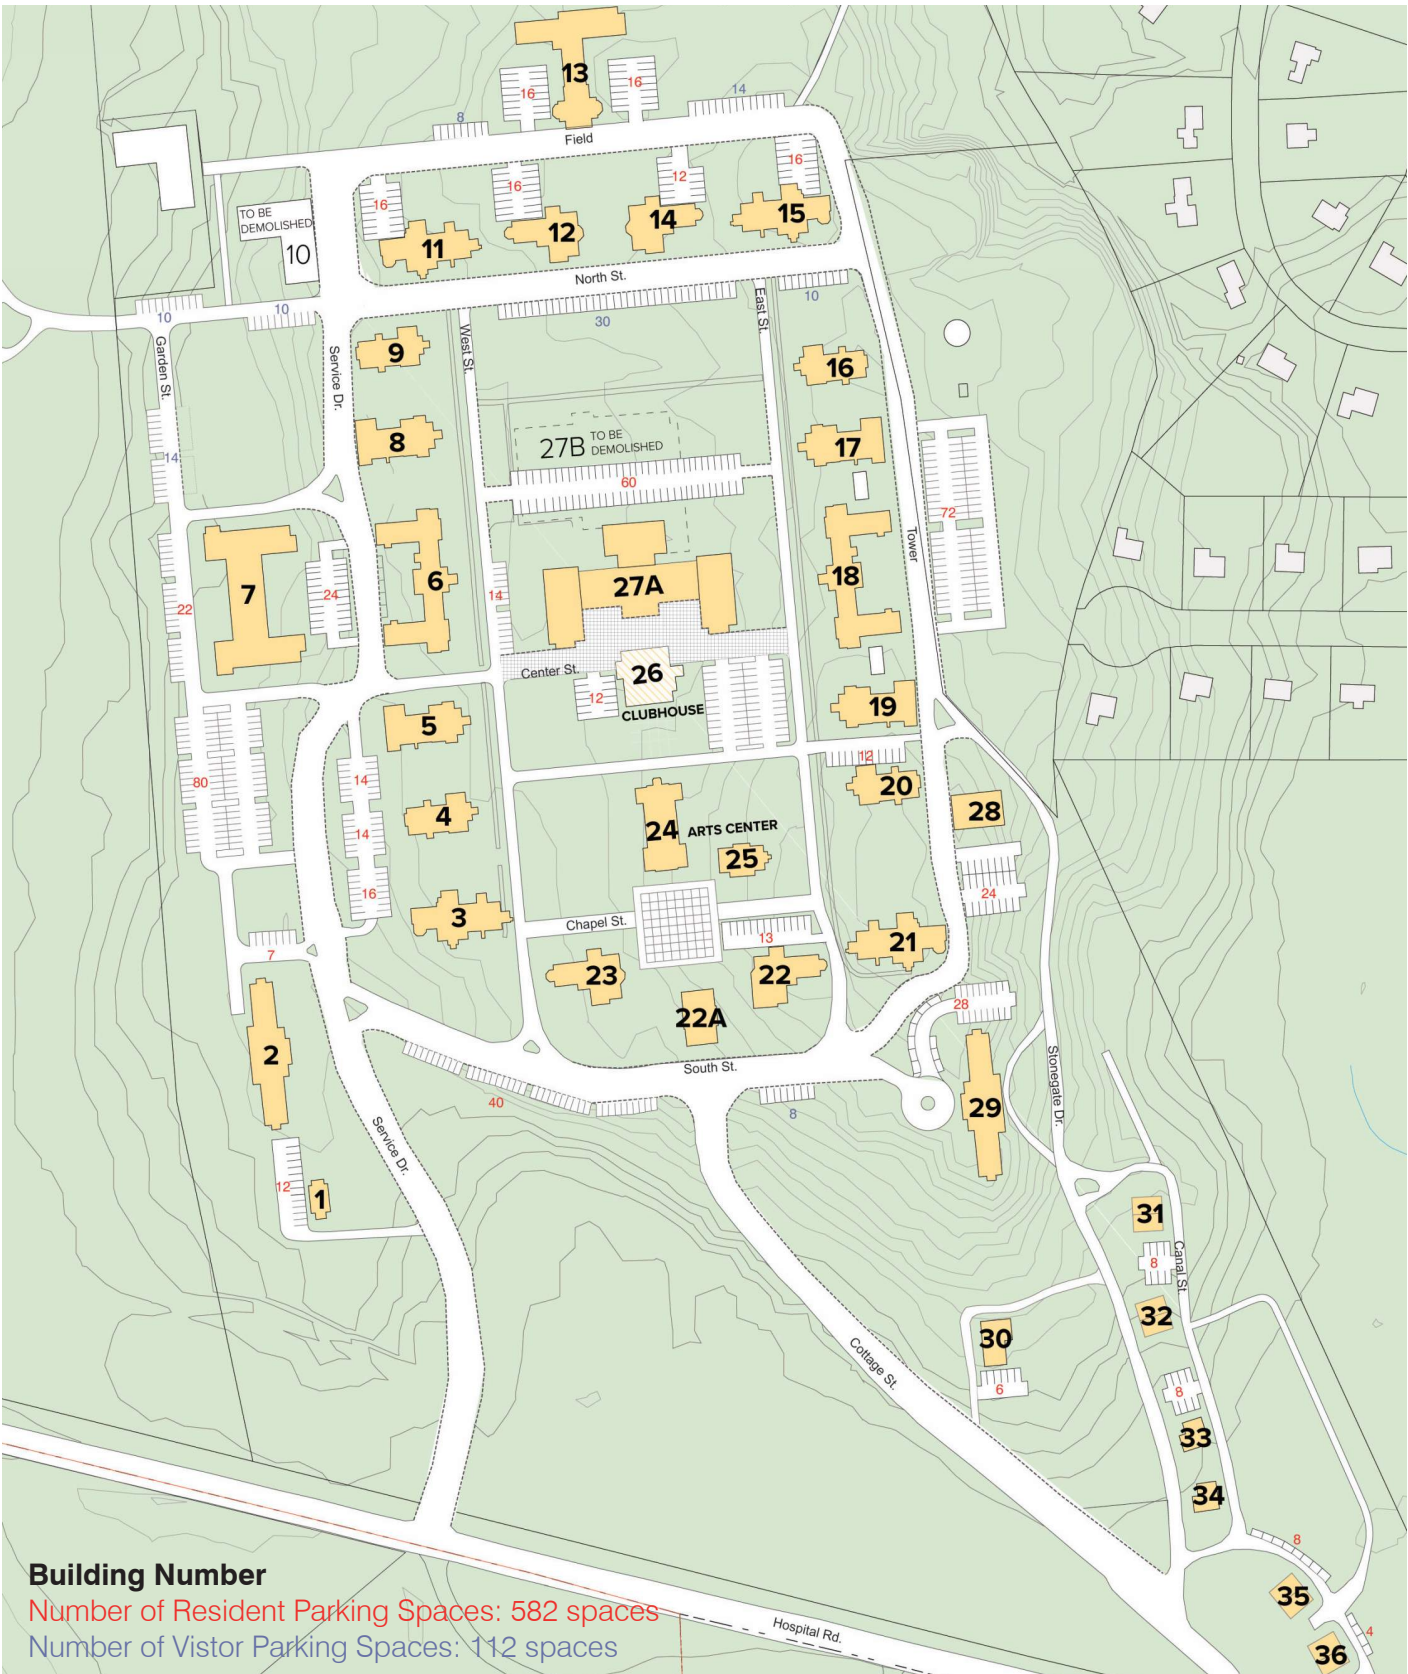 13
16
16
14
8
Field
16
16
12
16
TO BE
DEMOLISHED
10
11
12
14
15
North St.
10
10
30
10
East St.
West St.
Garden St.
Service Dr.
9
16
8
17
27B
TO BE
DEMOLISHED
14
60
72
Tower
7
6
27A
18
22
24
14
Center St.
26
12
CLUBHOUSE
19
5
12
80
14
20
28
4
24
ARTS CENTER
25
14
16
24
3
Chapel St.
13
21
7
23
22
28
22A
2
South St.
40
8
29
Stonegate Dr.
Service Dr.
12
1
31
8
Canal St.
32
30
6
Cottage St.
8
33
34
8
35
4
36
Hospital Rd.
Building Number
Number of Resident Parking Spaces: 582 spaces
Number of Vistor Parking Spaces: 112 spaces